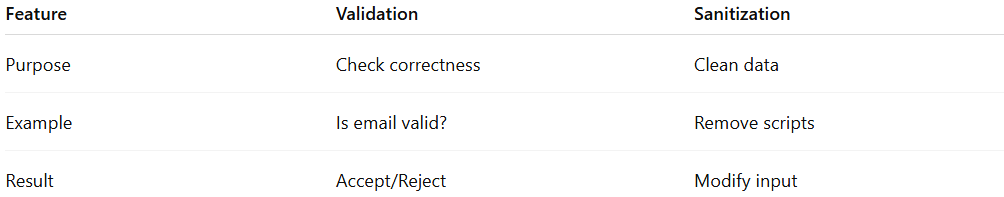 Feature Validation Sanitization
Purpose Check correctness Clean data
Example Is email valid? Remove scripts
Result Accept/Reject Modify input